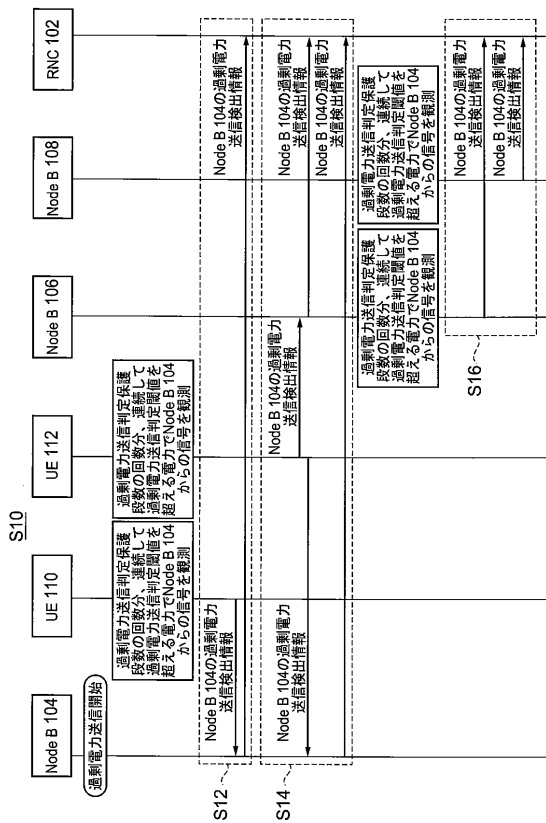 S10
Node B 104
UE 110
UE 112
Node B 106
Node B 108
RNC 102
過剰電力送信開始
過剰電力送信判定保護
段数の回数分、連続して
過剰電力送信判定閾値を
超える電力でNode B 104
からの信号を観測
過剰電力送信判定保護
段数の回数分、連続して
過剰電力送信判定閾値を
超える電力でNode B 104
からの信号を観測
S12
Node B 104の過剰電力
送信検出情報
Node B 104の過剰電力
送信検出情報
S14
Node B 104の過剰電力
送信検出情報
Node B 104の過剰電力
送信検出情報
Node B 104の過剰電力
送信検出情報
Node B 104の過剰電力
送信検出情報
過剰電力送信判定保護
段数の回数分、連続して
過剰電力送信判定閾値を
超える電力でNode B 104
からの信号を観測
過剰電力送信判定保護
段数の回数分、連続して
過剰電力送信判定閾値を
超える電力でNode B 104
からの信号を観測
S16
Node B 104の過剰電力
送信検出情報
Node B 104の過剰電力
送信検出情報